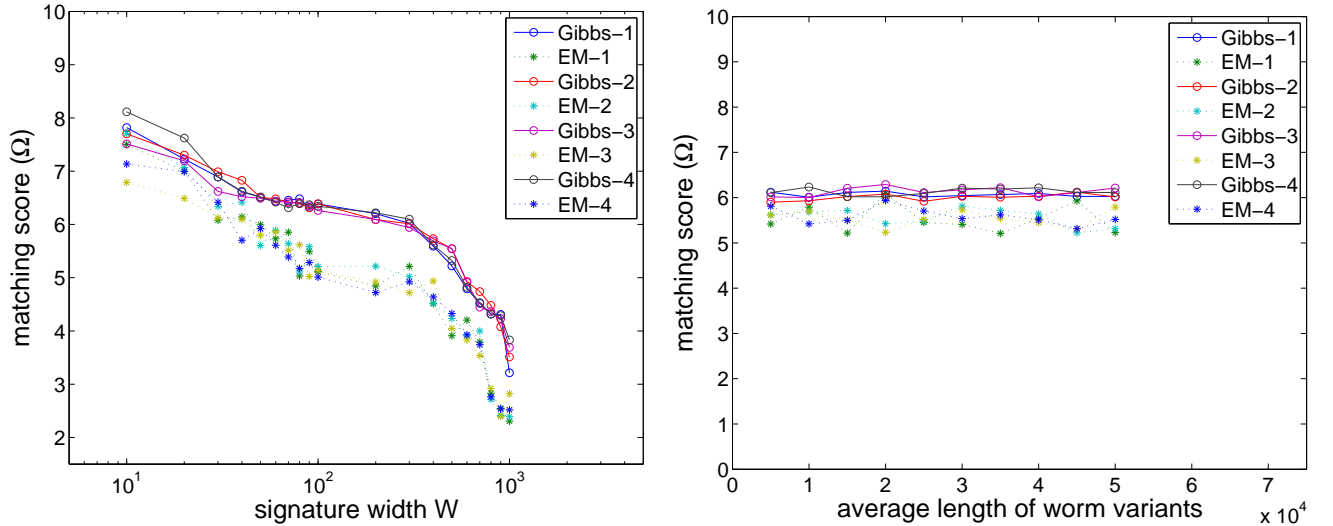 10
9
8
7
6
5
4
3
2
matching score (Ω)
10¹
10²
10³
signature width W
Gibbs−1
EM−1
Gibbs−2
EM−2
Gibbs−3
EM−3
Gibbs−4
EM−4
10
9
8
7
6
5
4
3
2
1
0
matching score (Ω)
0 1 2 3 4 5 6 7
x 10⁴
average length of worm variants
Gibbs−1
EM−1
Gibbs−2
EM−2
Gibbs−3
EM−3
Gibbs−4
EM−4